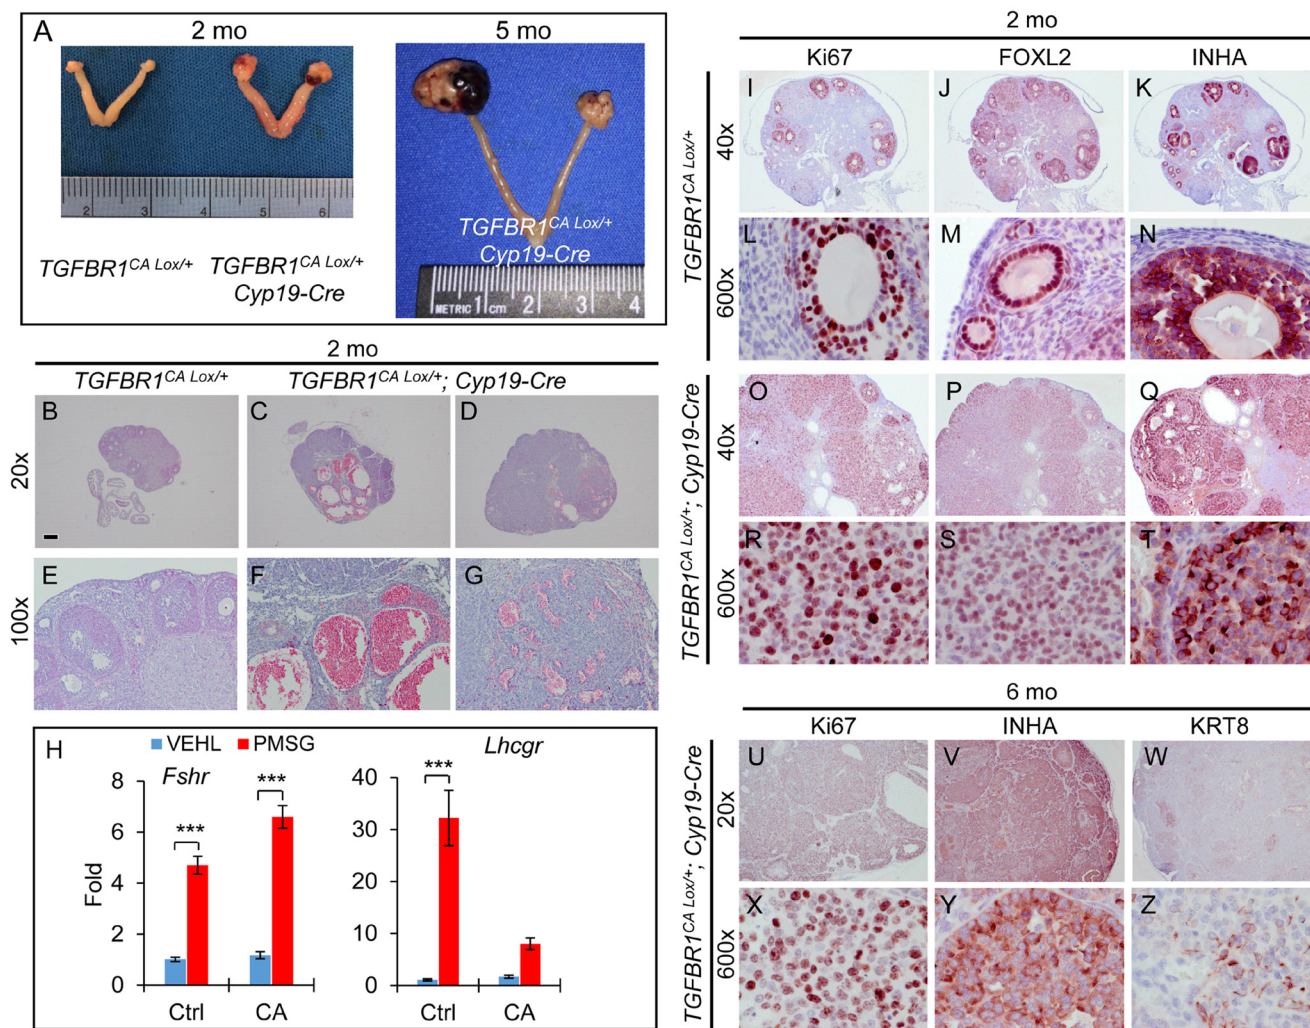 A
2 mo
5 mo
2 3 4 5 6
TGFBR1CA Lox/+
TGFBR1CA Lox/+
Cyp19-Cre
TGFBR1CA Lox/+
Cyp19-Cre
METRIC 1 cm 2 3 4
2 mo
TGFBR1CA Lox/+
TGFBR1CA Lox/+; Cyp19-Cre
20x
B
C
D
100x
E
F
G
H
VEHL
PMSG
Fshr
Lhcgr
Fold
8
6
4
2
0
***
***
Ctrl
CA
40
30
20
10
0
***
Ctrl
CA
2 mo
Ki67
FOXL2
INHA
TGFBR1CA Lox/+
40x
I
J
K
600x
L
M
N
TGFBR1CA Lox/+; Cyp19-Cre
40x
O
P
Q
600x
R
S
T
6 mo
Ki67
INHA
KRT8
TGFBR1CA Lox/+; Cyp19-Cre
20x
U
V
W
600x
X
Y
Z